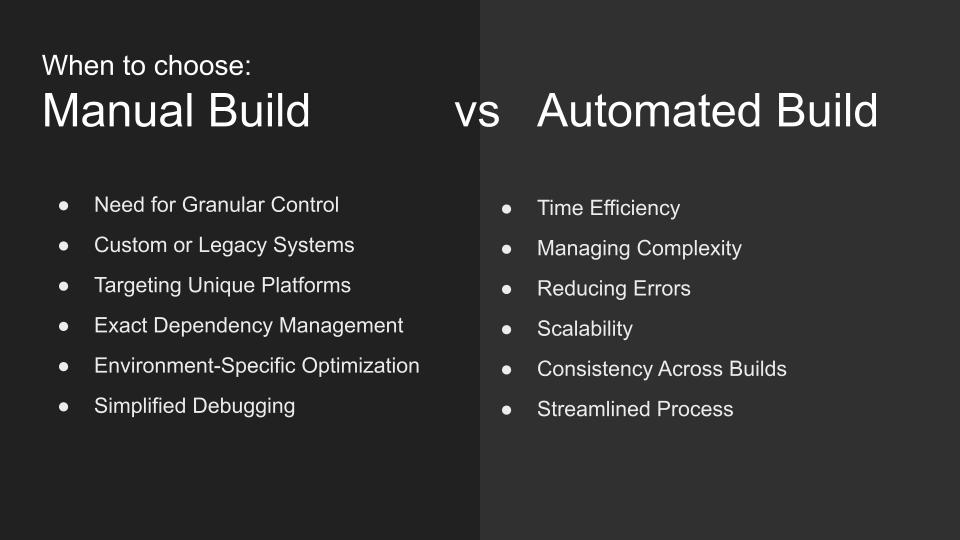 When to choose:
Manual Build vs Automated Build
● Need for Granular Control
● Custom or Legacy Systems
● Targeting Unique Platforms
● Exact Dependency Management
● Environment-Specific Optimization
● Simplified Debugging
● Time Efficiency
● Managing Complexity
● Reducing Errors
● Scalability
● Consistency Across Builds
● Streamlined Process